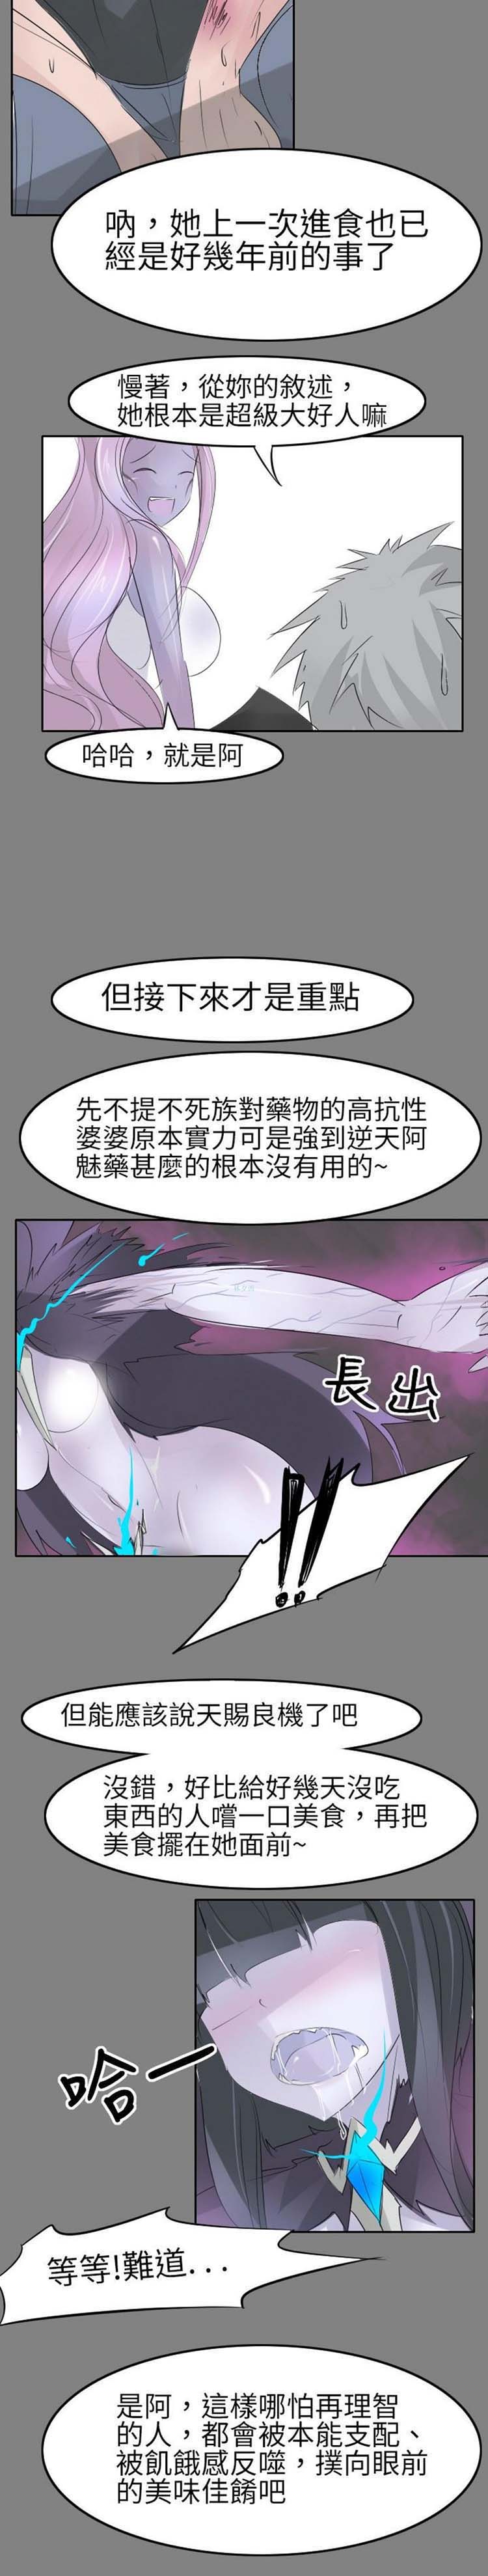 吶，她上一次進食也已
經是好幾年前的事了
慢著，從妳的敘述，
她根本是超級大好人嘛
哈哈，就是阿
但接下來才是重點
先不提不死族對藥物的高抗性
婆婆原本實力可是強到逆天阿
魅藥甚麼的根本沒有用的~
長出
!!
但能應該說天賜良機了吧
沒錯，好比給好幾天沒吃
東西的人嚐一口美食，再把
美食擺在她面前~
哈一
等等!難道...
是阿，這樣哪怕再理智
的人，都會被本能支配、
被飢餓感反噬，撲向眼前
的美味佳餚吧